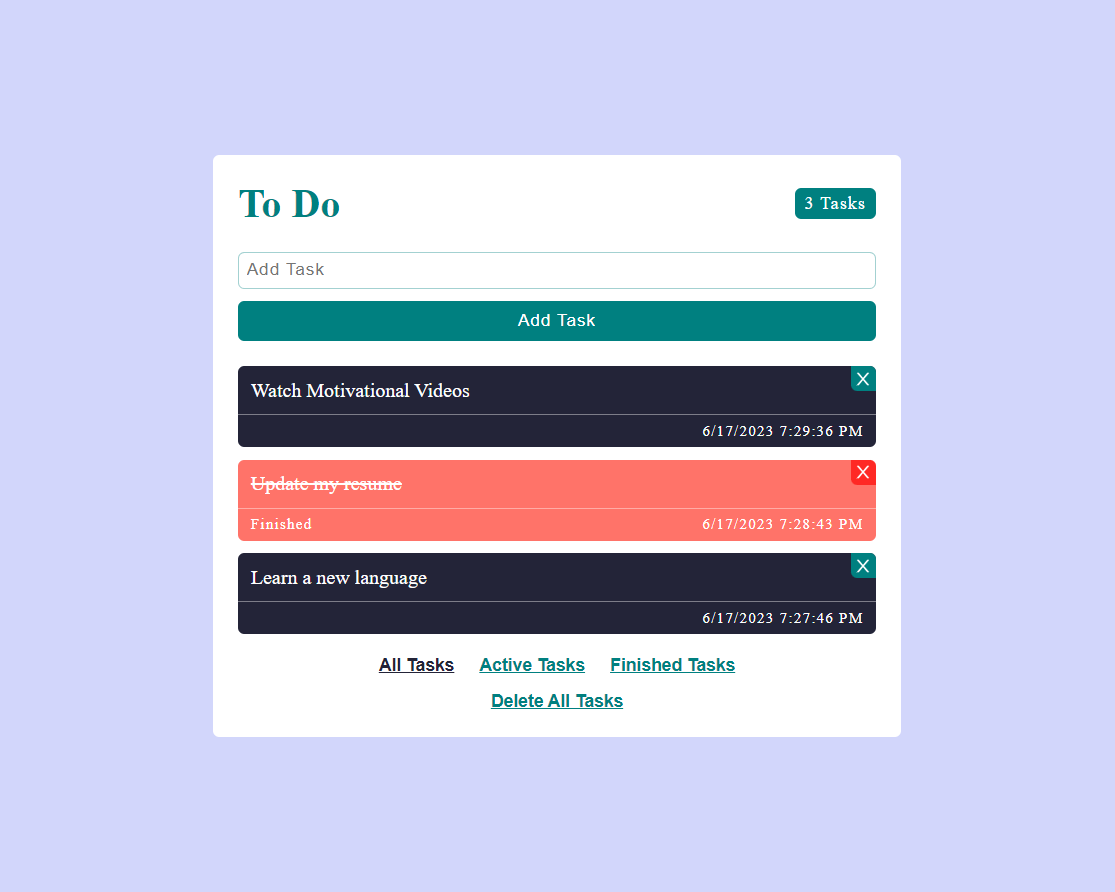 To Do
3 Tasks
Add Task
Add Task
Watch Motivational Videos
X
6/17/2023 7:29:36 PM
Update my resume
X
Finished
6/17/2023 7:28:43 PM
Learn a new language
X
6/17/2023 7:27:46 PM
All Tasks Active Tasks Finished Tasks
Delete All Tasks